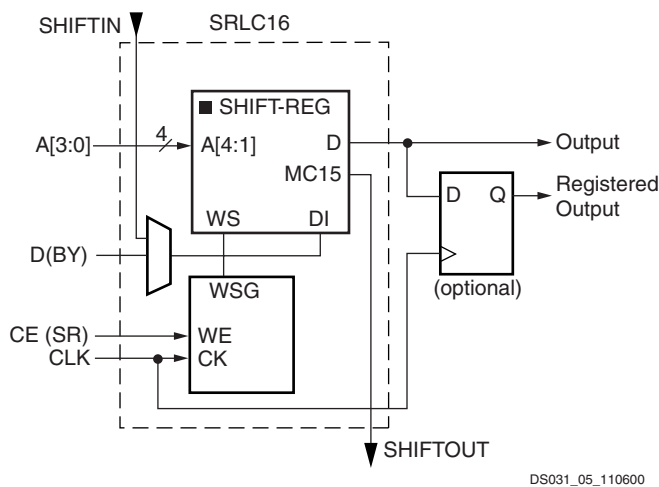 SHIFTIN
SRLC16
SHIFT-REG
A[3:0]
4
A[4:1]
D
Output
MC15
D
Q
Registered
Output
WS
DI
D(BY)
WSG
(optional)
CE (SR)
WE
CLK
CK
SHIFTOUT
DS031_05_110600